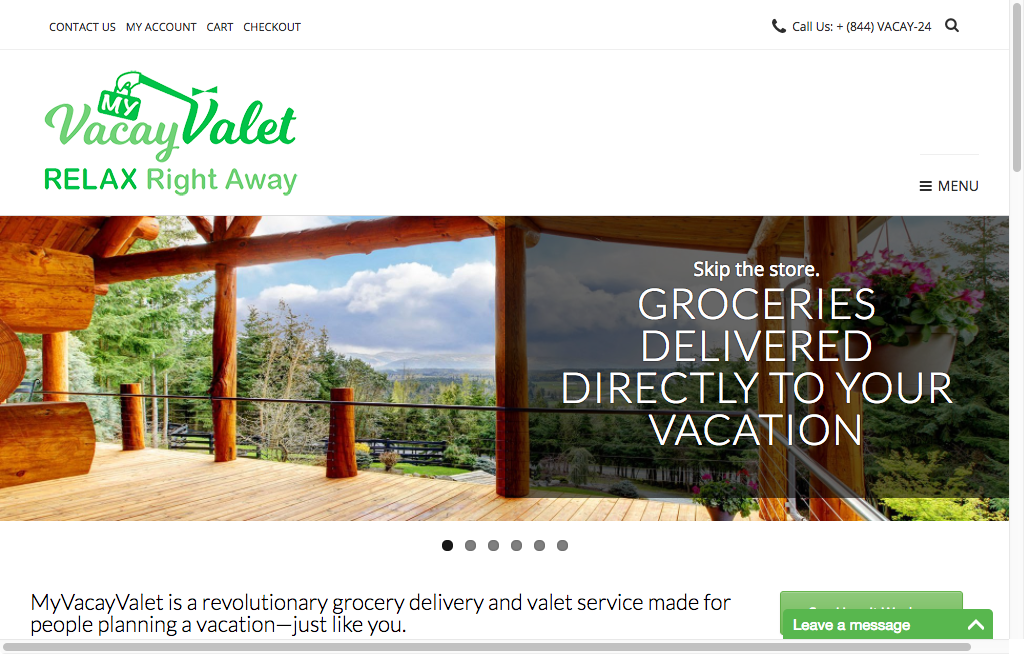 CONTACT US MY ACCOUNT CART CHECKOUT
Call Us: + (844) VACAY-24
My
VacayValet
RELAX Right Away
MENU
Skip the store.
GROCERIES
DELIVERED
DIRECTLY TO YOUR
VACATION
MyVacayValet is a revolutionary grocery delivery and valet service made for
people planning a vacation—just like you.
Leave a message